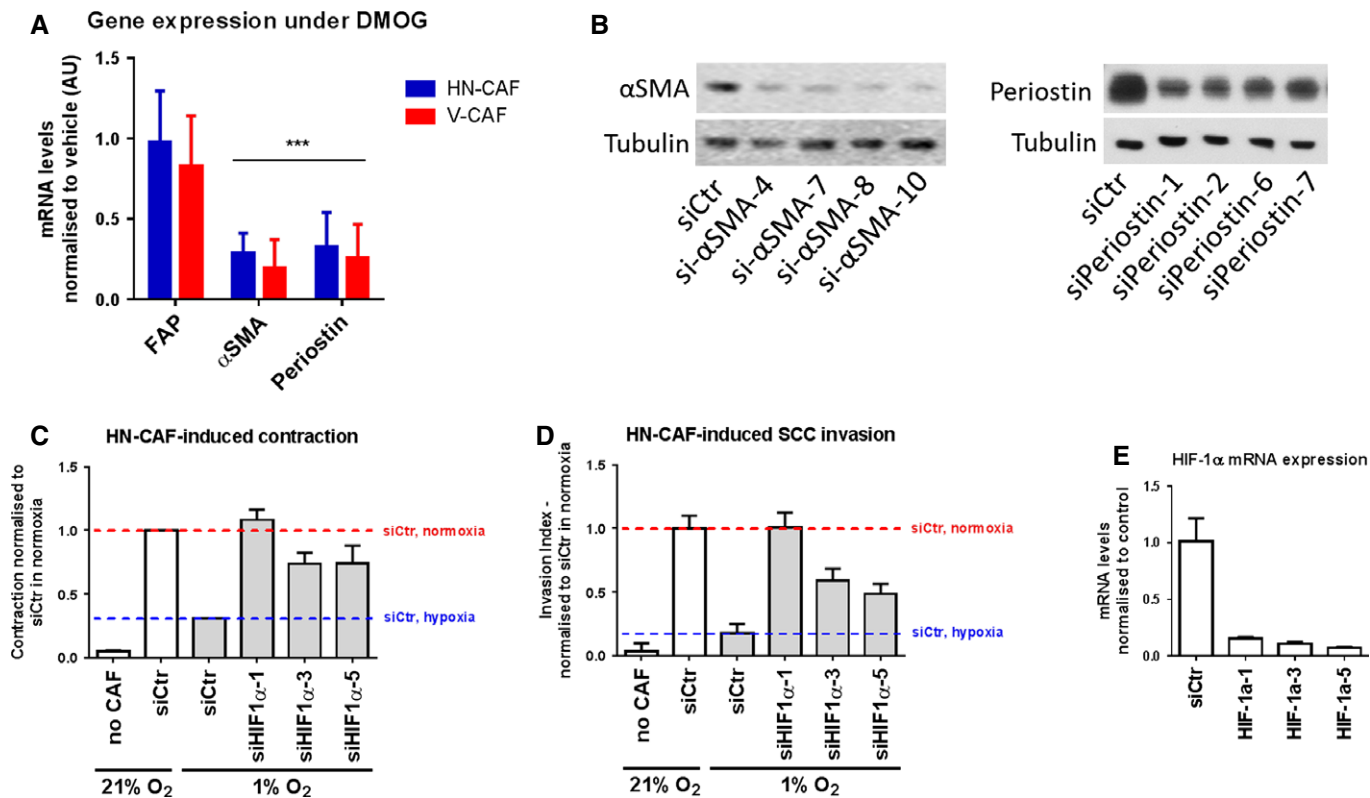 A
Gene expression under DMOG
mRNA levels
normalised to vehicle (AU)
1.5
1.0
0.5
0.0
HN-CAF
V-CAF
***
FAP
αSMA
Periostin
B
αSMA
Tubulin
siCtr
si-αSMA-4
si-αSMA-7
si-αSMA-8
si-αSMA-10
Periostin
Tubulin
siCtr
siPeriostin-1
siPeriostin-2
siPeriostin-6
siPeriostin-7
C
HN-CAF-induced contraction
Contraction normalised to
siCtr in normoxia
1.5
1.0
0.5
0.0
siCtr, normoxia
siCtr, hypoxia
no CAF
siCtr
siCtr
siHIF1α-1
siHIF1α-3
siHIF1α-5
21% O2
1% O2
D
HN-CAF-induced SCC invasion
Invasion Index -
normalised to siCtr in normoxia
1.5
1.0
0.5
0.0
siCtr, normoxia
siCtr, hypoxia
no CAF
siCtr
siCtr
siHIF1α-1
siHIF1α-3
siHIF1α-5
21% O2
1% O2
E
HIF-1α mRNA expression
mRNA levels
normalised to control
1.5
1.0
0.5
0.0
siCtr
HIF-1a-1
HIF-1a-3
HIF-1a-5